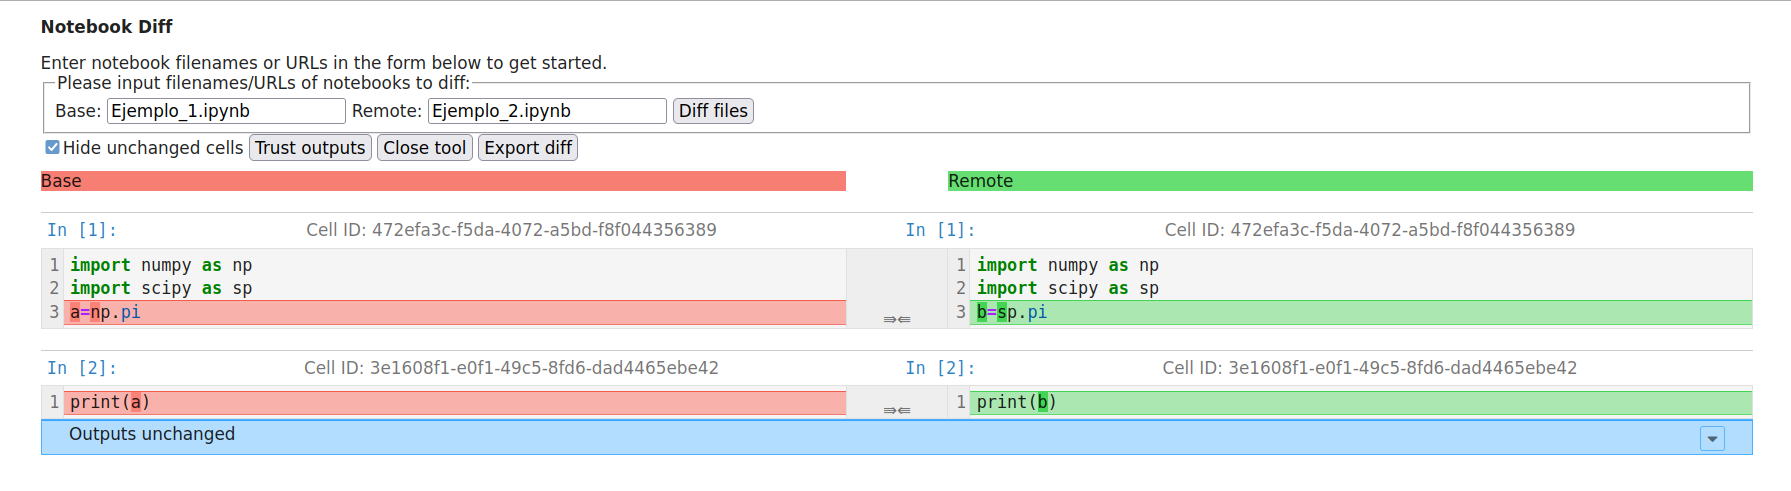 Notebook Diff
Enter notebook filenames or URLs in the form below to get started.
Please input filenames/URLs of notebooks to diff:
Base: Ejemplo_1.ipynb Remote: Ejemplo_2.ipynb Diff files
Hide unchanged cells Trust outputs Close tool Export diff
Base Remote
In [1]: Cell ID: 472efa3c-f5da-4072-a5bd-f8f044356389 In [1]: Cell ID: 472efa3c-f5da-4072-a5bd-f8f044356389
1 import numpy as np 1 import numpy as np
2 import scipy as sp 2 import scipy as sp
3 a=np.pi 3 b=sp.pi
In [2]: Cell ID: 3e1608f1-e0f1-49c5-8fd6-dad4465ebe42 In [2]: Cell ID: 3e1608f1-e0f1-49c5-8fd6-dad4465ebe42
1 print(a) 1 print(b)
Outputs unchanged